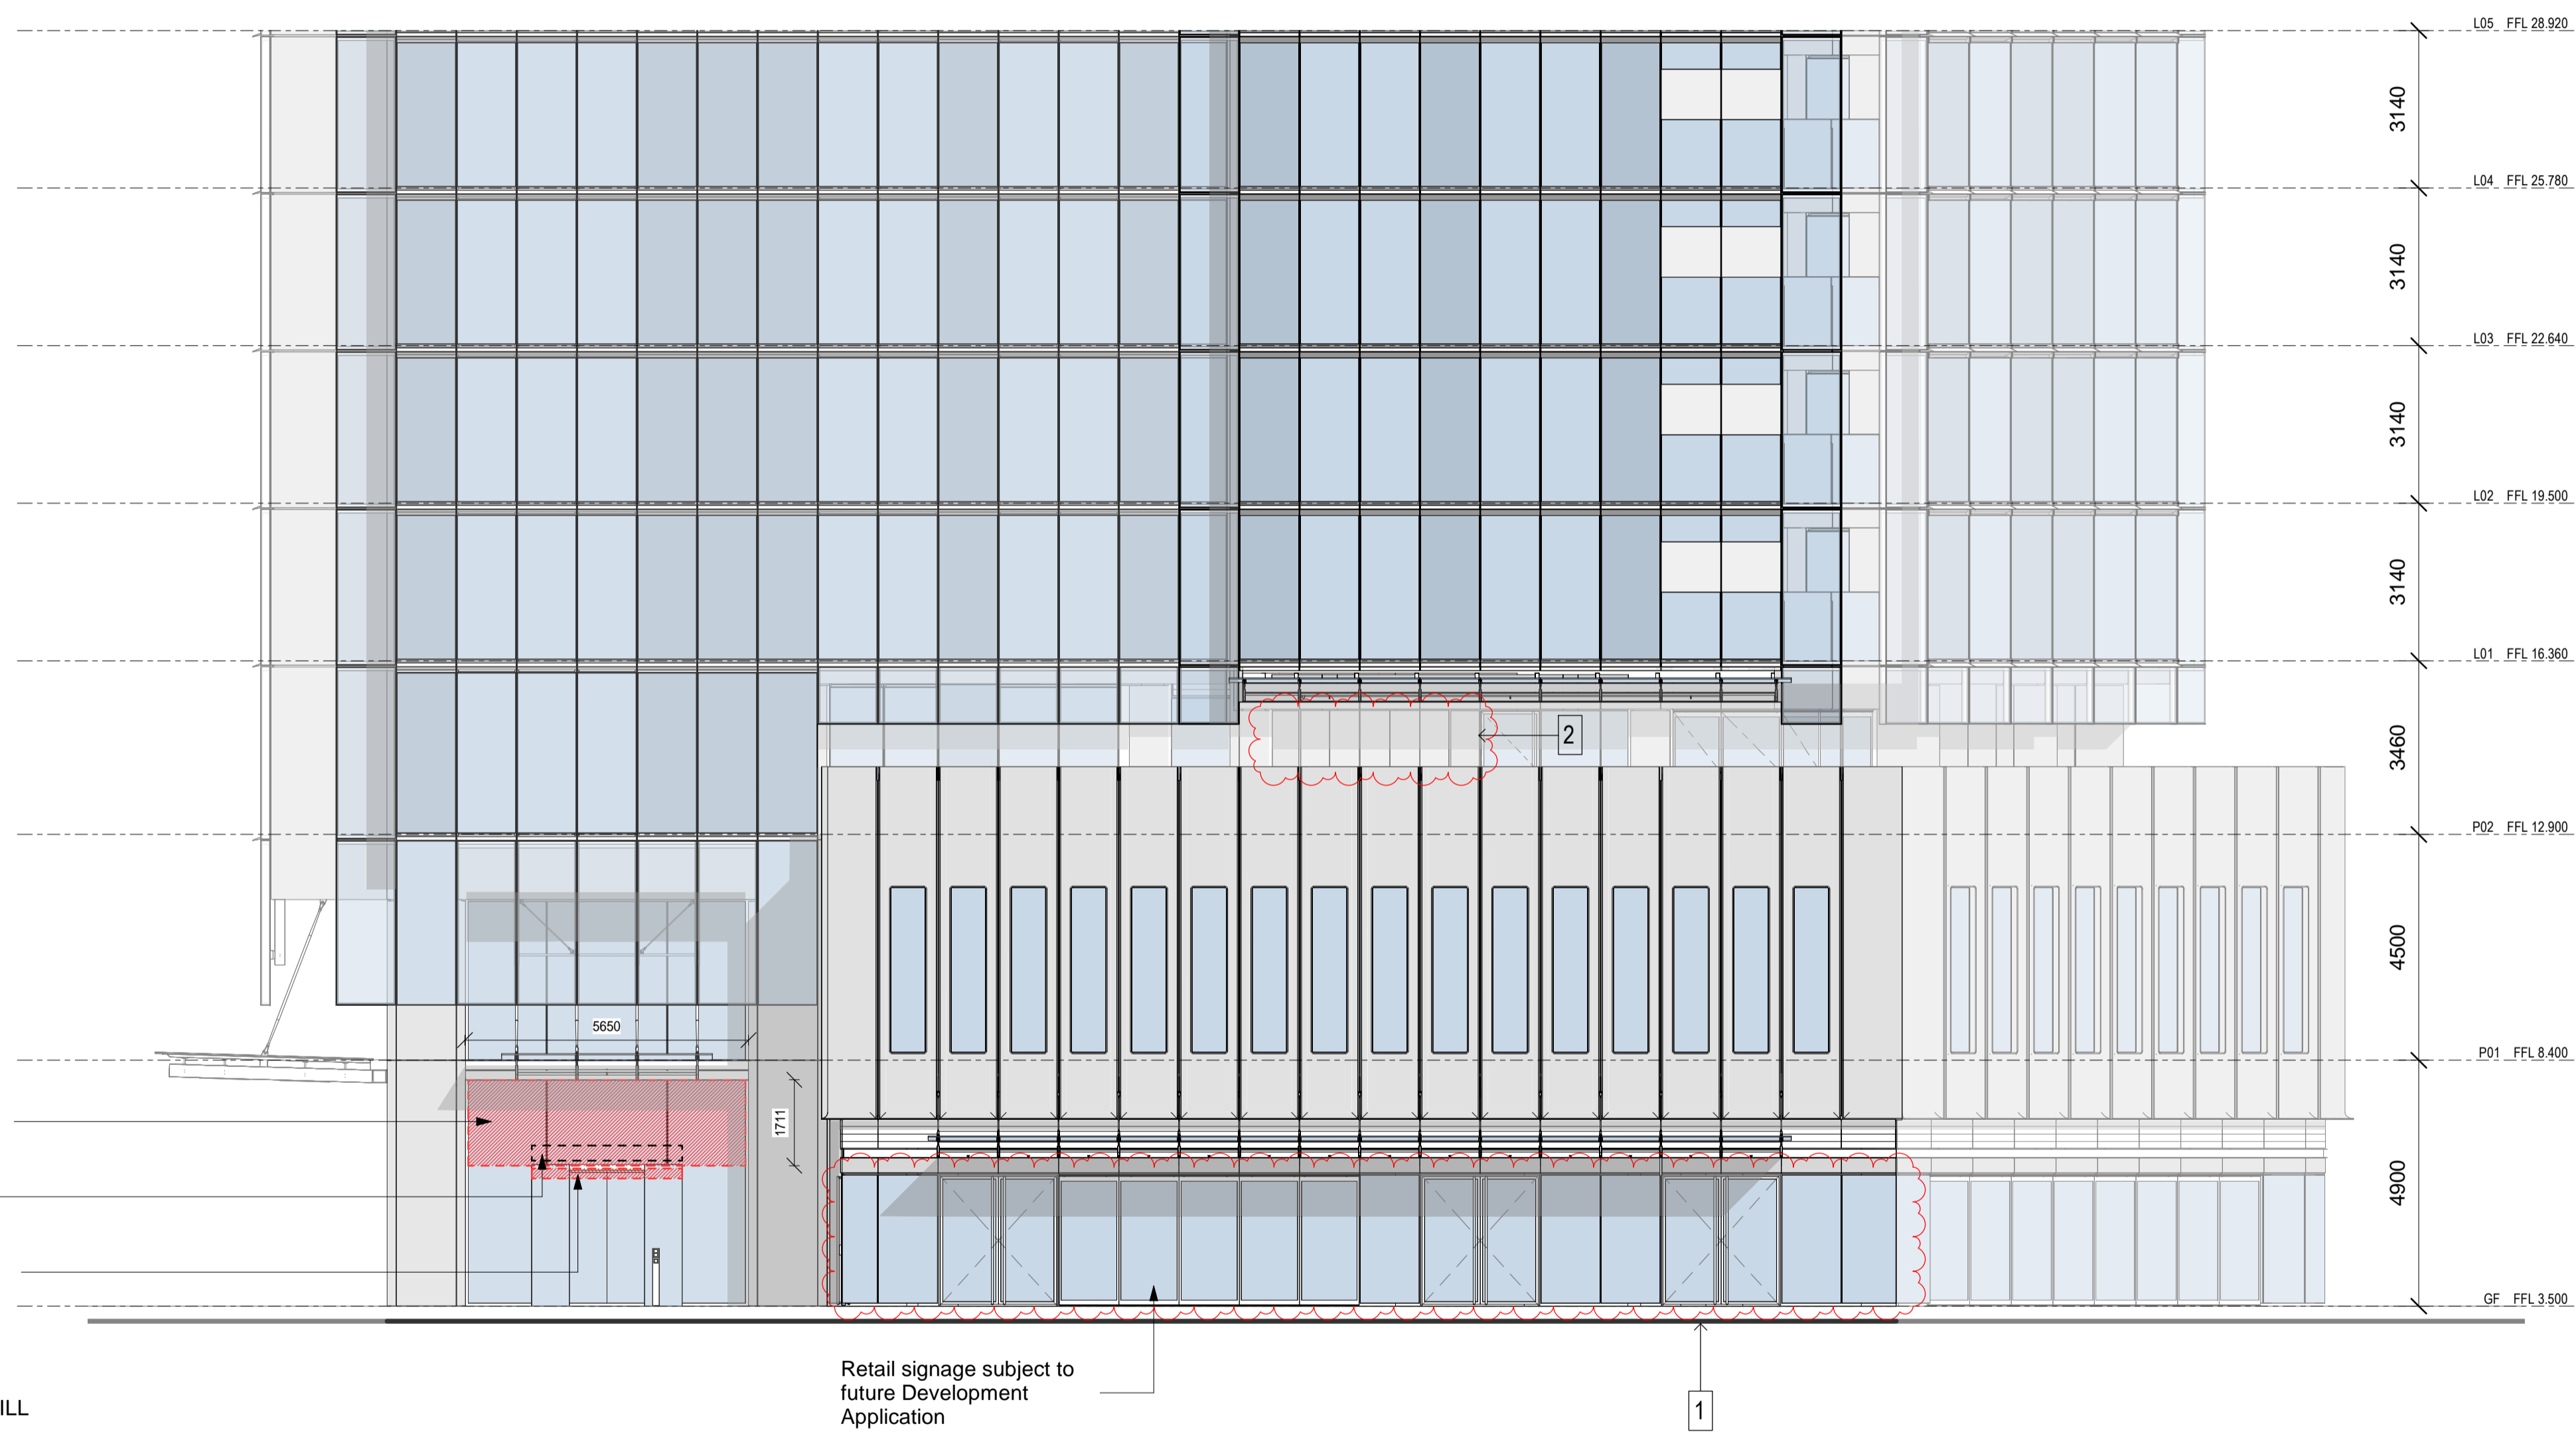 L05 FFL 28.920
3140
L04 FFL 25.780
3140
L03 FFL 22.640
3140
L02 FFL 19.500
3140
L01 FFL 16.360
2
3460
P02 FFL 12.900
4500
5650
P01 FFL 8.400
1711
4900
GF FFL 3.500
Retail signage subject to
future Development
Application
1
ILL